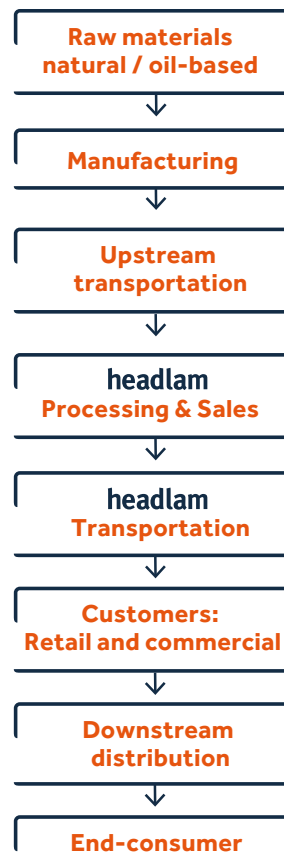 Raw materials
natural / oil-based
Manufacturing
Upstream
transportation
headlam
Processing & Sales
headlam
Transportation
Customers:
Retail and commercial
Downstream
distribution
End-consumer